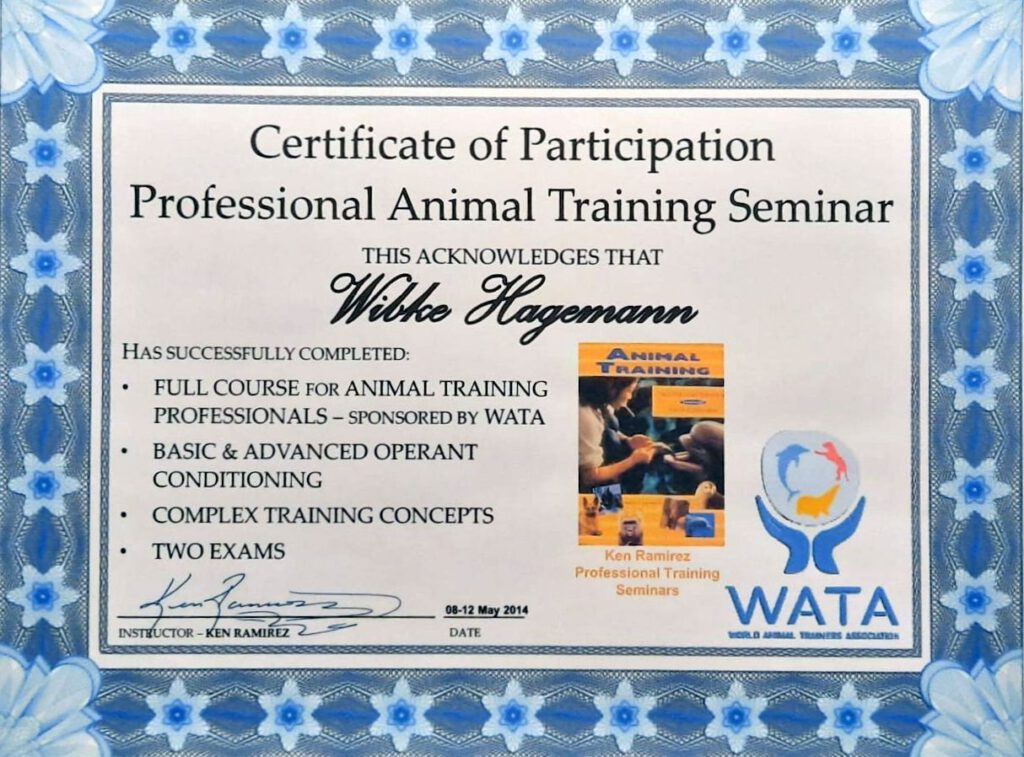 Certificate of Participation
Professional Animal Training Seminar
THIS ACKNOWLEDGES THAT
Wibke Hagemann
HAS SUCCESSFULLY COMPLETED:
• FULL COURSE FOR ANIMAL TRAINING
PROFESSIONALS – SPONSORED BY WATA
• BASIC & ADVANCED OPERANT
CONDITIONING
• COMPLEX TRAINING CONCEPTS
• TWO EXAMS
Ken Ramirez
INSTRUCTOR – KEN RAMIREZ
08-12 May 2014
DATE
ANIMAL
TRAINING
Ken Ramirez
Professional Training
Seminars
WATA
WORLD ANIMAL TRAINERS ASSOCIATION